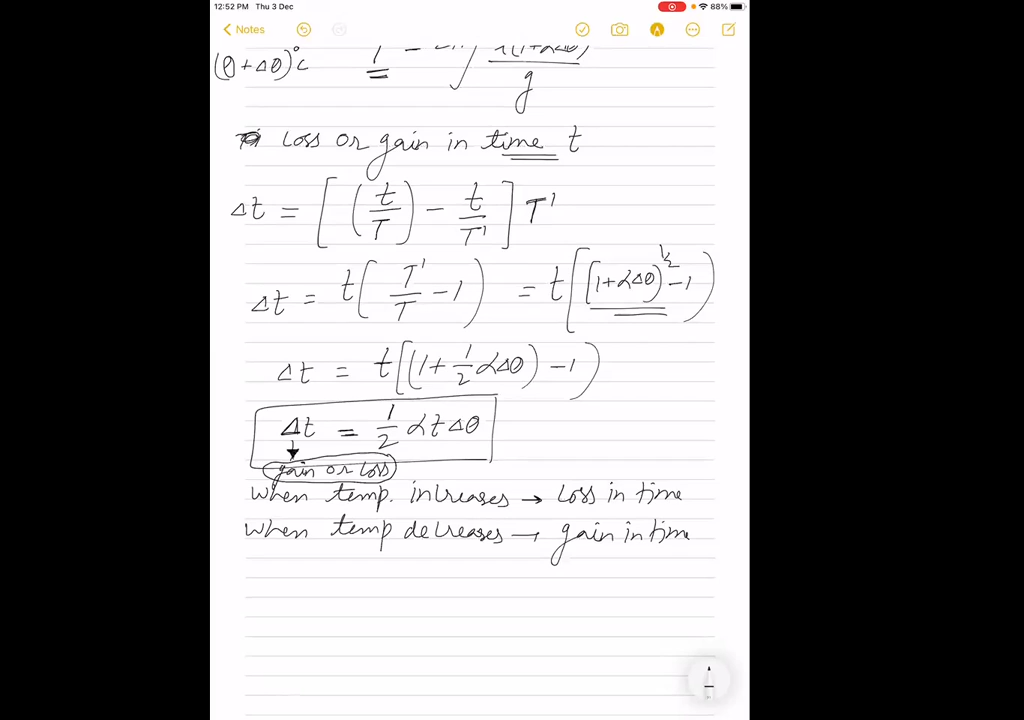 12:52 PM Thu 3 Dec 88%
Notes
(θ + Δθ)°c
g
Loss or gain in time t
Δt = [(t/T) - t/T'] T'
Δt = t(T'/T - 1) = t[(1+αΔθ)^½ - 1)
Δt = t[(1 + 1/2 αΔθ) - 1)
Δt = 1/2 αtΔθ
gain or loss
when temp. increases → Loss in time
when temp decreases → gain in time